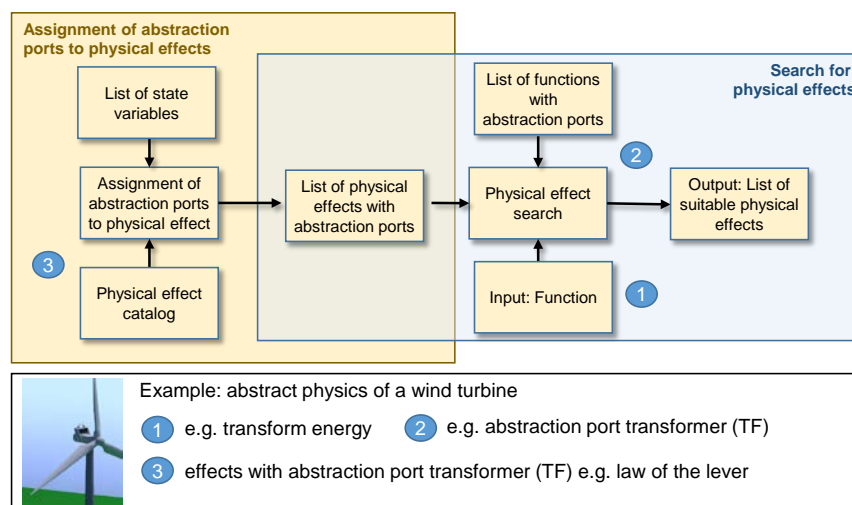 Assignment of abstraction
ports to physical effects
Search for
physical effects
List of state
variables
List of functions
with
abstraction ports
2
Assignment of
abstraction ports
to physical effect
List of physical
effects with
abstraction ports
Physical effect
search
Output: List of
suitable physical
effects
3
Physical effect
catalog
Input: Function
1
Example: abstract physics of a wind turbine
1 e.g. transform energy
2 e.g. abstraction port transformer (TF)
3 effects with abstraction port transformer (TF) e.g. law of the lever